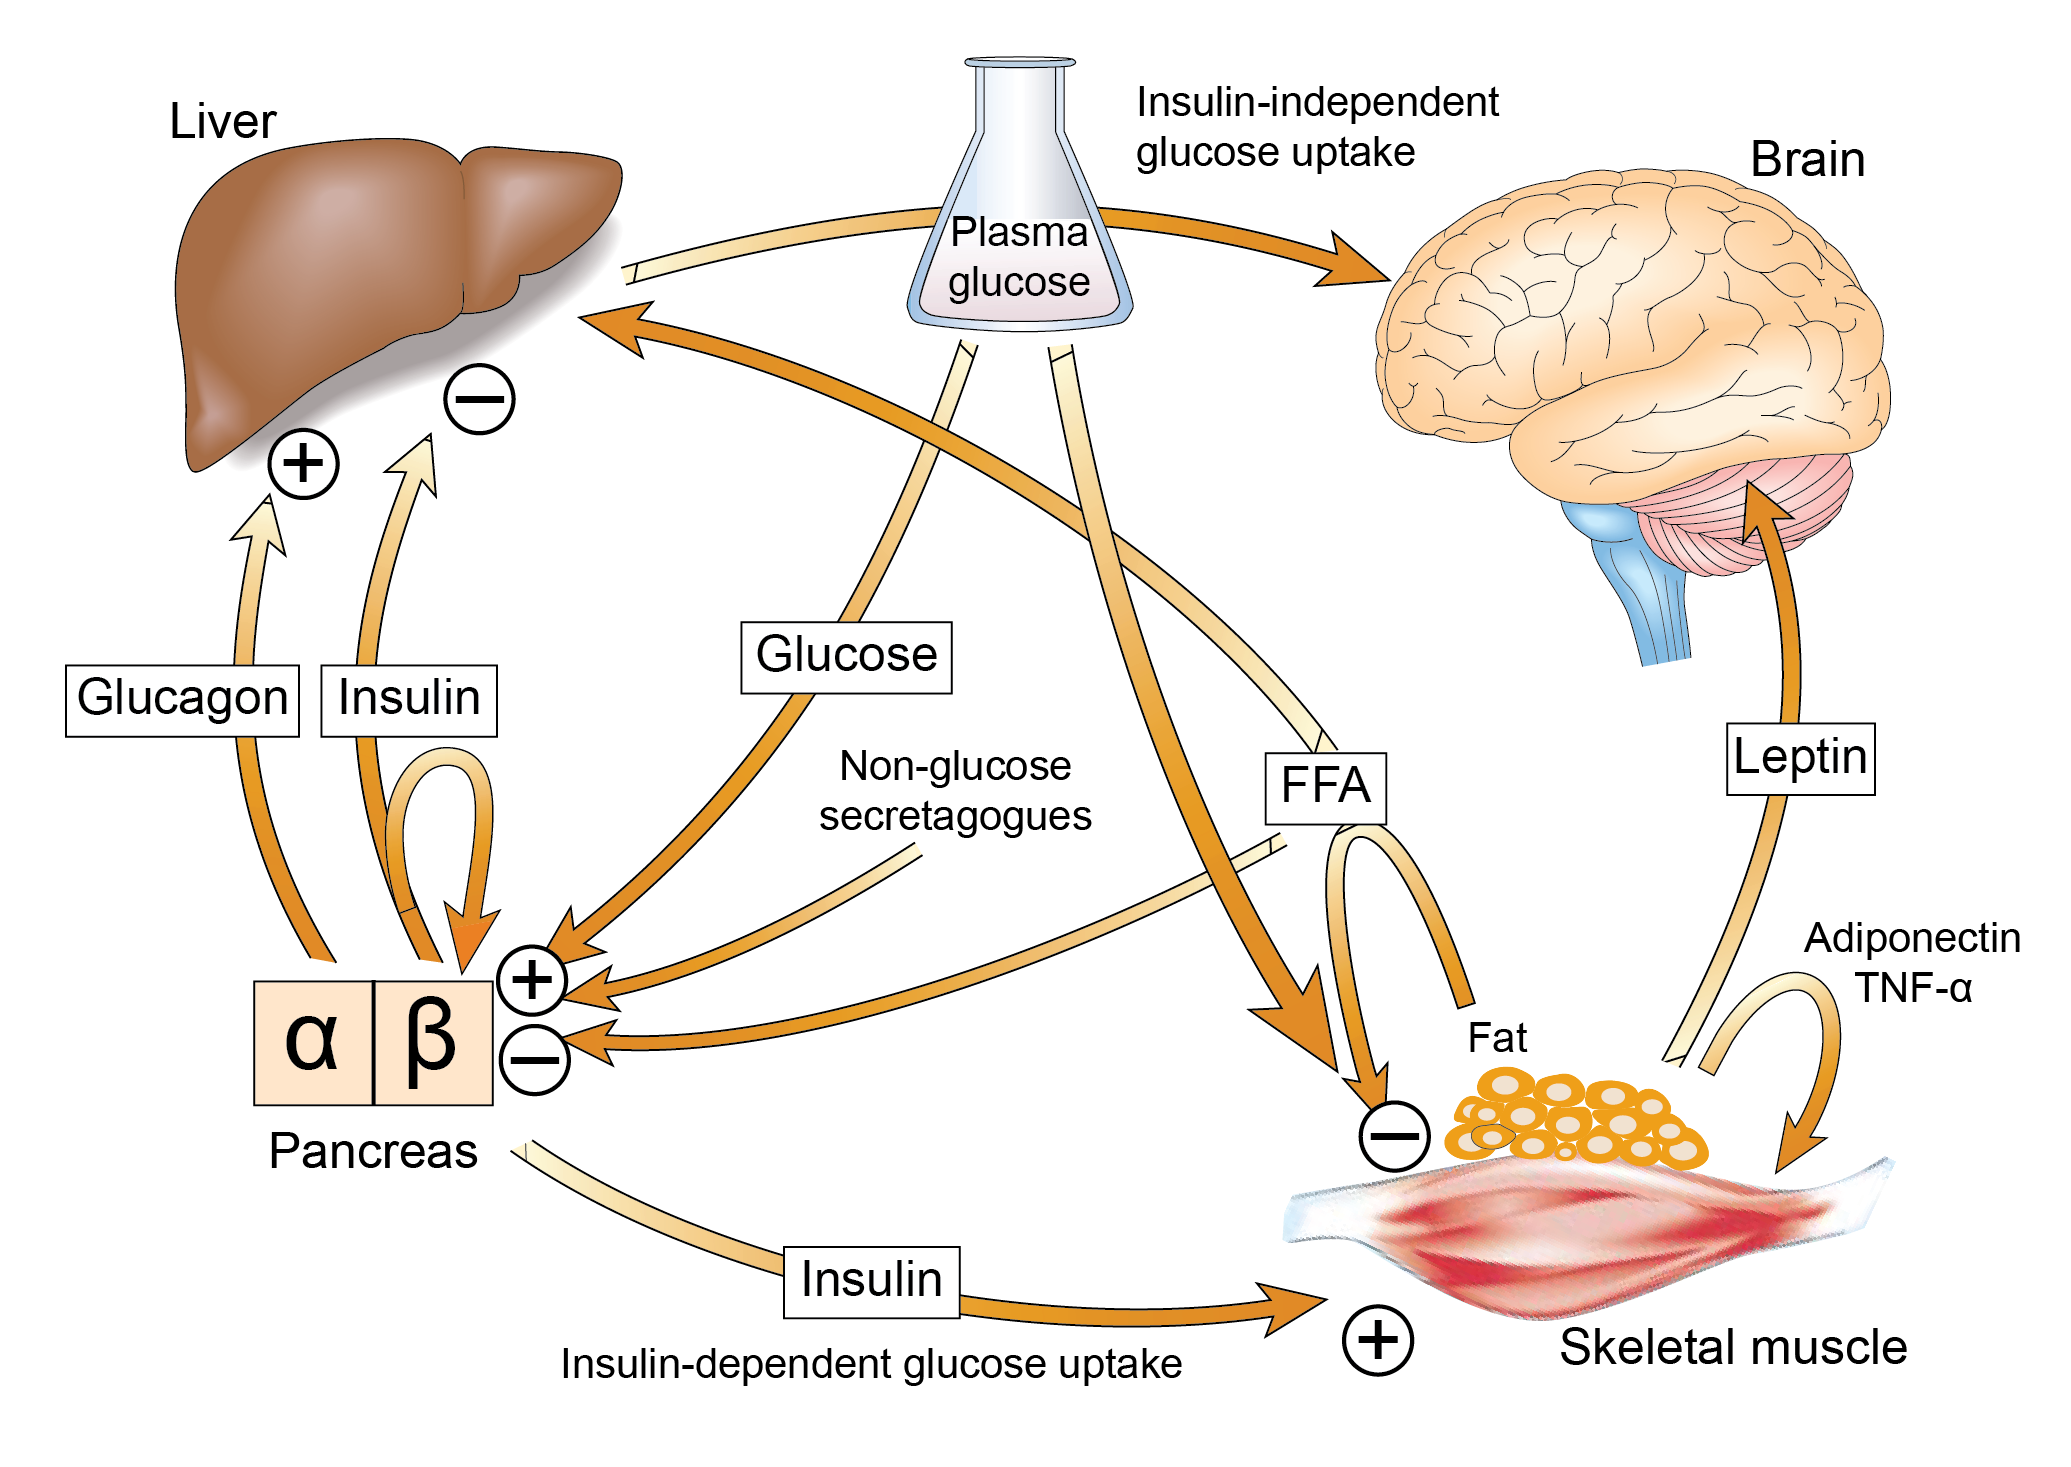 Liver
Insulin-independent
glucose uptake
Brain
Plasma
glucose
−
+
Glucose
Glucagon
Insulin
Non-glucose
secretagogues
FFA
Leptin
Adiponectin
TNF-α
+
α
β
−
Fat
Pancreas
−
Insulin
Insulin-dependent glucose uptake
+
Skeletal muscle